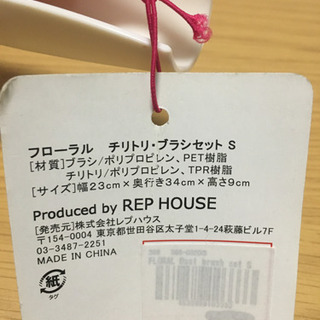 フローラル　チリトリ・ブラシセット S
[材質]ブラシ/ポリプロピレン、PET樹脂
チリトリ/ポリプロピレン、TPR樹脂
[サイズ]幅23cm×奥行き34cm×高さ9cm
Produced by REP HOUSE
[発売元]株式会社レプハウス
〒154-0004 東京都世田谷区太子堂1-4-24萩藤ビル7F
03-3487-2251
MADE IN CHINA
紙
タグ